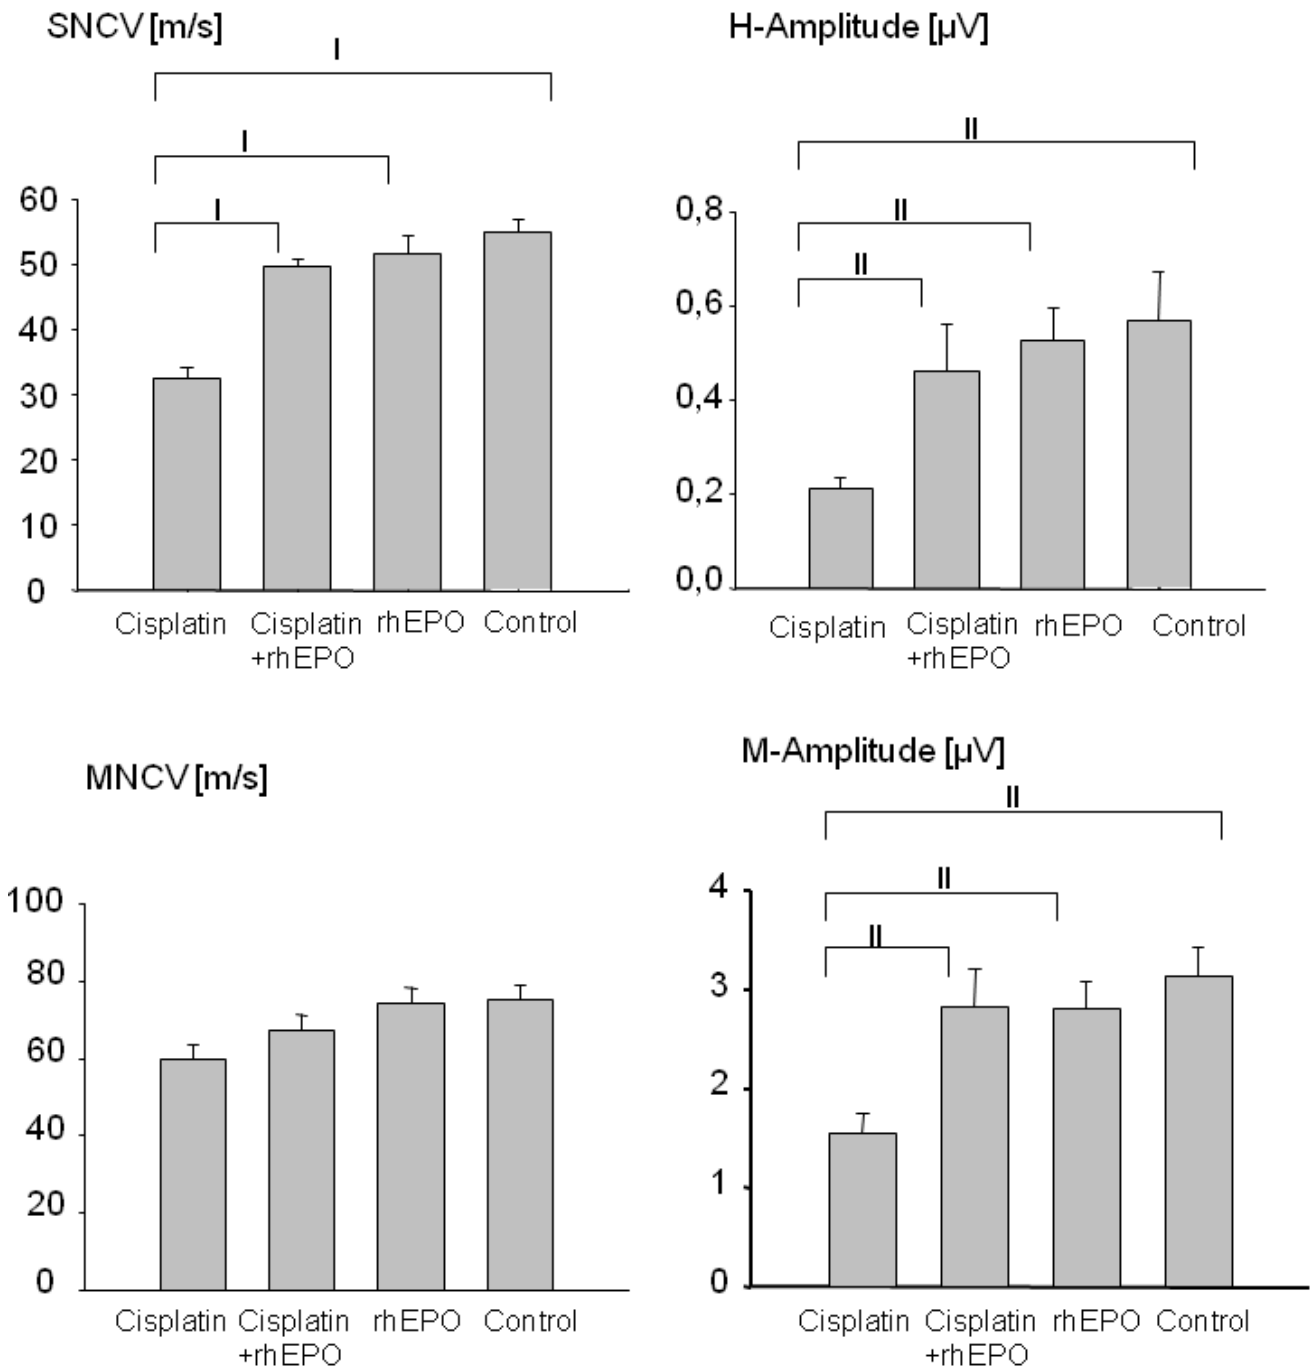 SNCV [m/s]
I
I
I
60
50
40
30
20
10
0
Cisplatin Cisplatin rhEPO Control
+rhEPO
H-Amplitude [µV]
II
II
II
0,8
0,6
0,4
0,2
0,0
Cisplatin Cisplatin rhEPO Control
+rhEPO
MNCV [m/s]
100
80
60
40
20
0
Cisplatin Cisplatin rhEPO Control
+rhEPO
M-Amplitude [µV]
II
II
II
4
3
2
1
0
Cisplatin Cisplatin rhEPO Control
+rhEPO